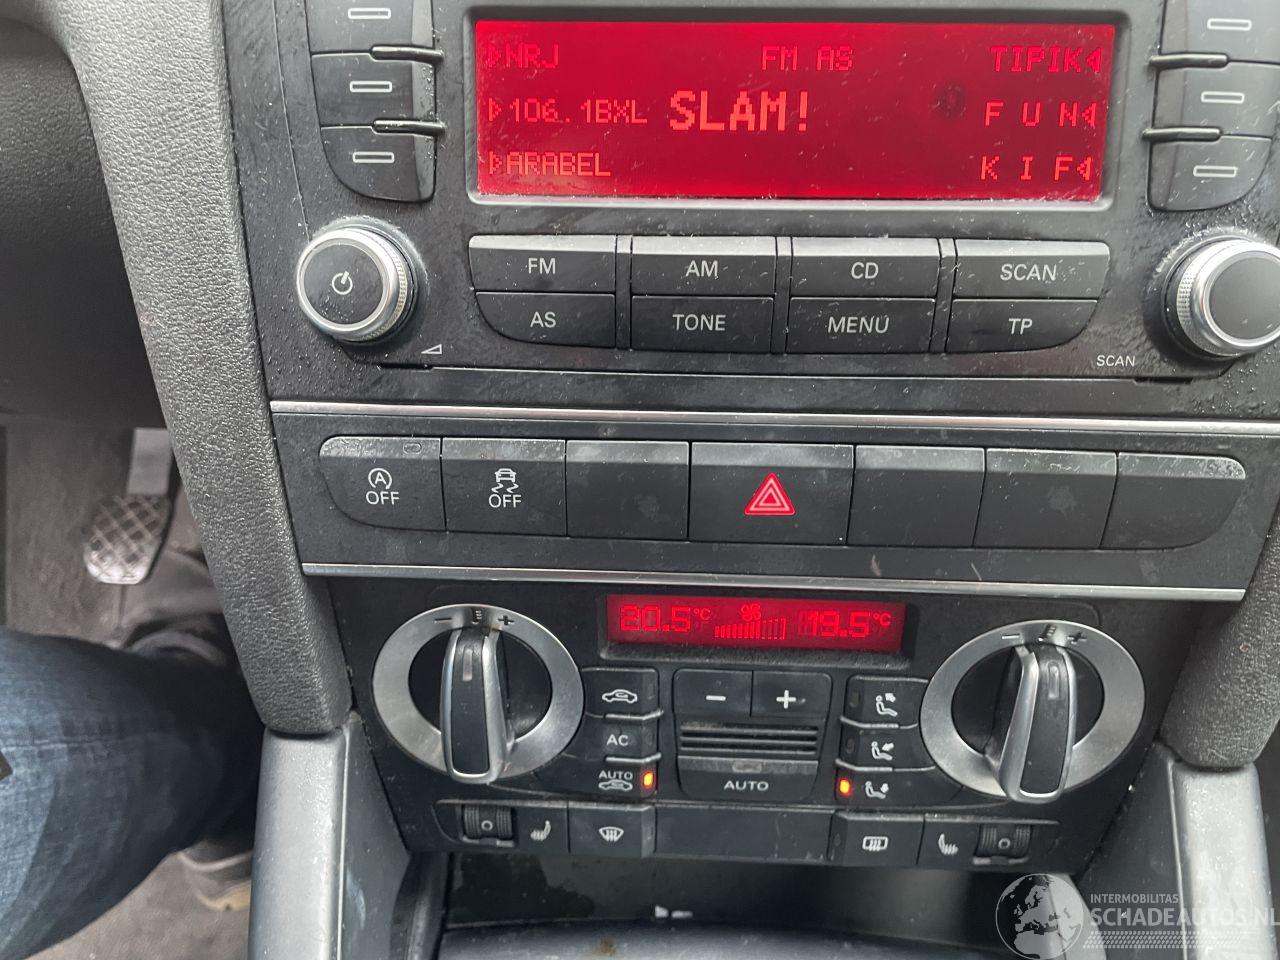 NRJ FM AS TIPIK
106.1BXL SLAM! F U N
ARABEL K I F
FM AM CD SCAN
AS TONE MENU TP
SCAN
A
OFF
OFF
20.5°C 19.5°C
- +
- +
- +
AC
AUTO
AUTO
INTERMOBILITAS
SCHADEAUTOS.NL